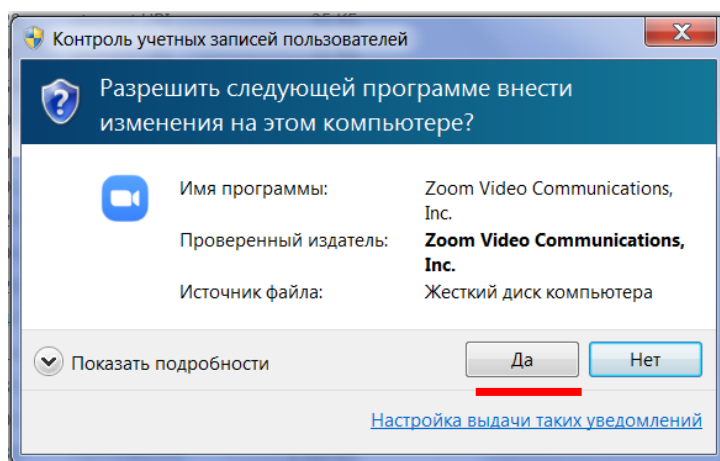 Контроль учетных записей пользователей
Разрешить следующей программе внести
изменения на этом компьютере?
Имя программы: Zoom Video Communications,
Inc.
Проверенный издатель: Zoom Video Communications,
Inc.
Источник файла: Жесткий диск компьютера
Показать подробности Да Нет
Настройка выдачи таких уведомлений